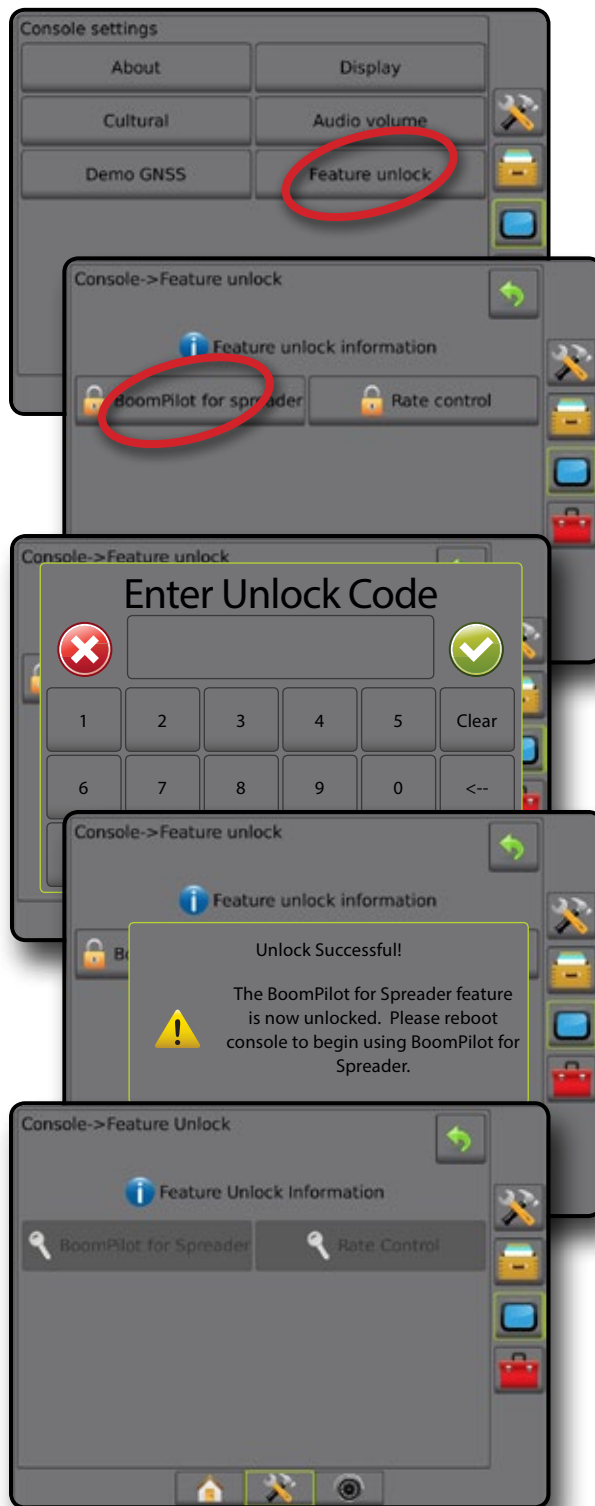 Console settings
About
Display
Cultural
Audio volume
Demo GNSS
Feature unlock
Console->Feature unlock
Feature unlock information
BoomPilot for spreader
Rate control
Console->Feature unlock
Enter Unlock Code
1 2 3 4 5 Clear
6 7 8 9 0 <--
Console->Feature unlock
Feature unlock information
Unlock Successful!
The BoomPilot for Spreader feature
is now unlocked. Please reboot
console to begin using BoomPilot for
Spreader.
Console->Feature Unlock
Feature Unlock Information
BoomPilot for Spreader
Rate Control